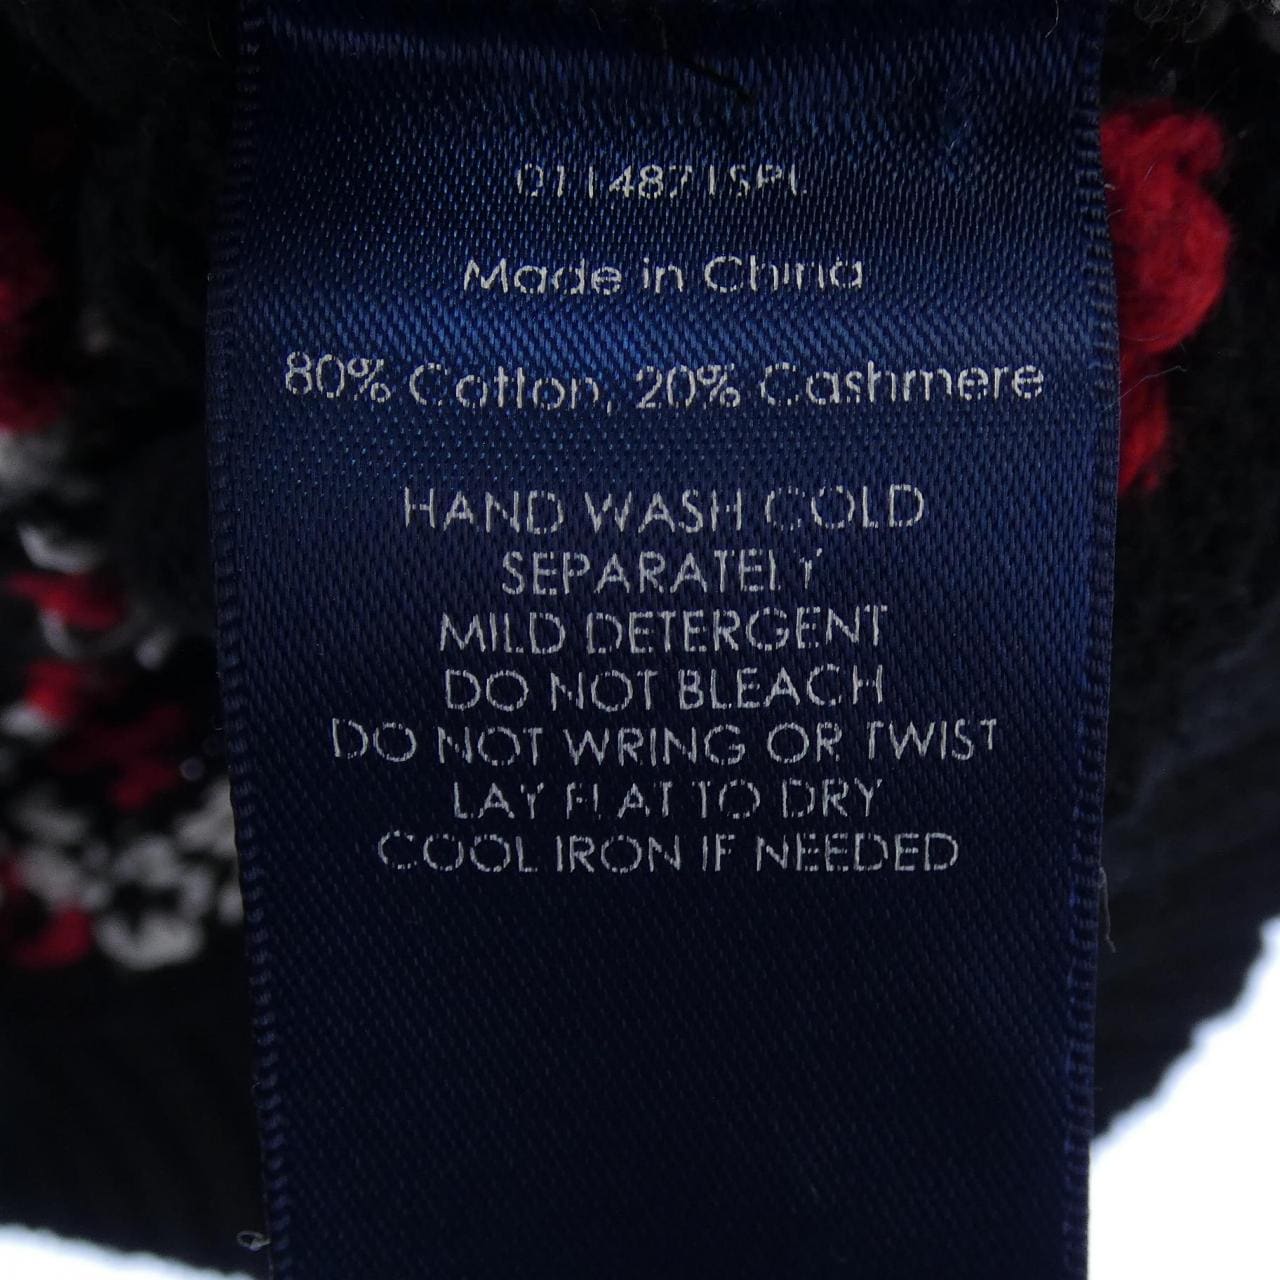 0114871SPL
Made in China
80% Cotton, 20% Cashmere
HAND WASH COLD
SEPARATELY
MILD DETERGENT
DO NOT BLEACH
DO NOT WRING OR TWIST
LAY FLAT TO DRY
COOL IRON IF NEEDED